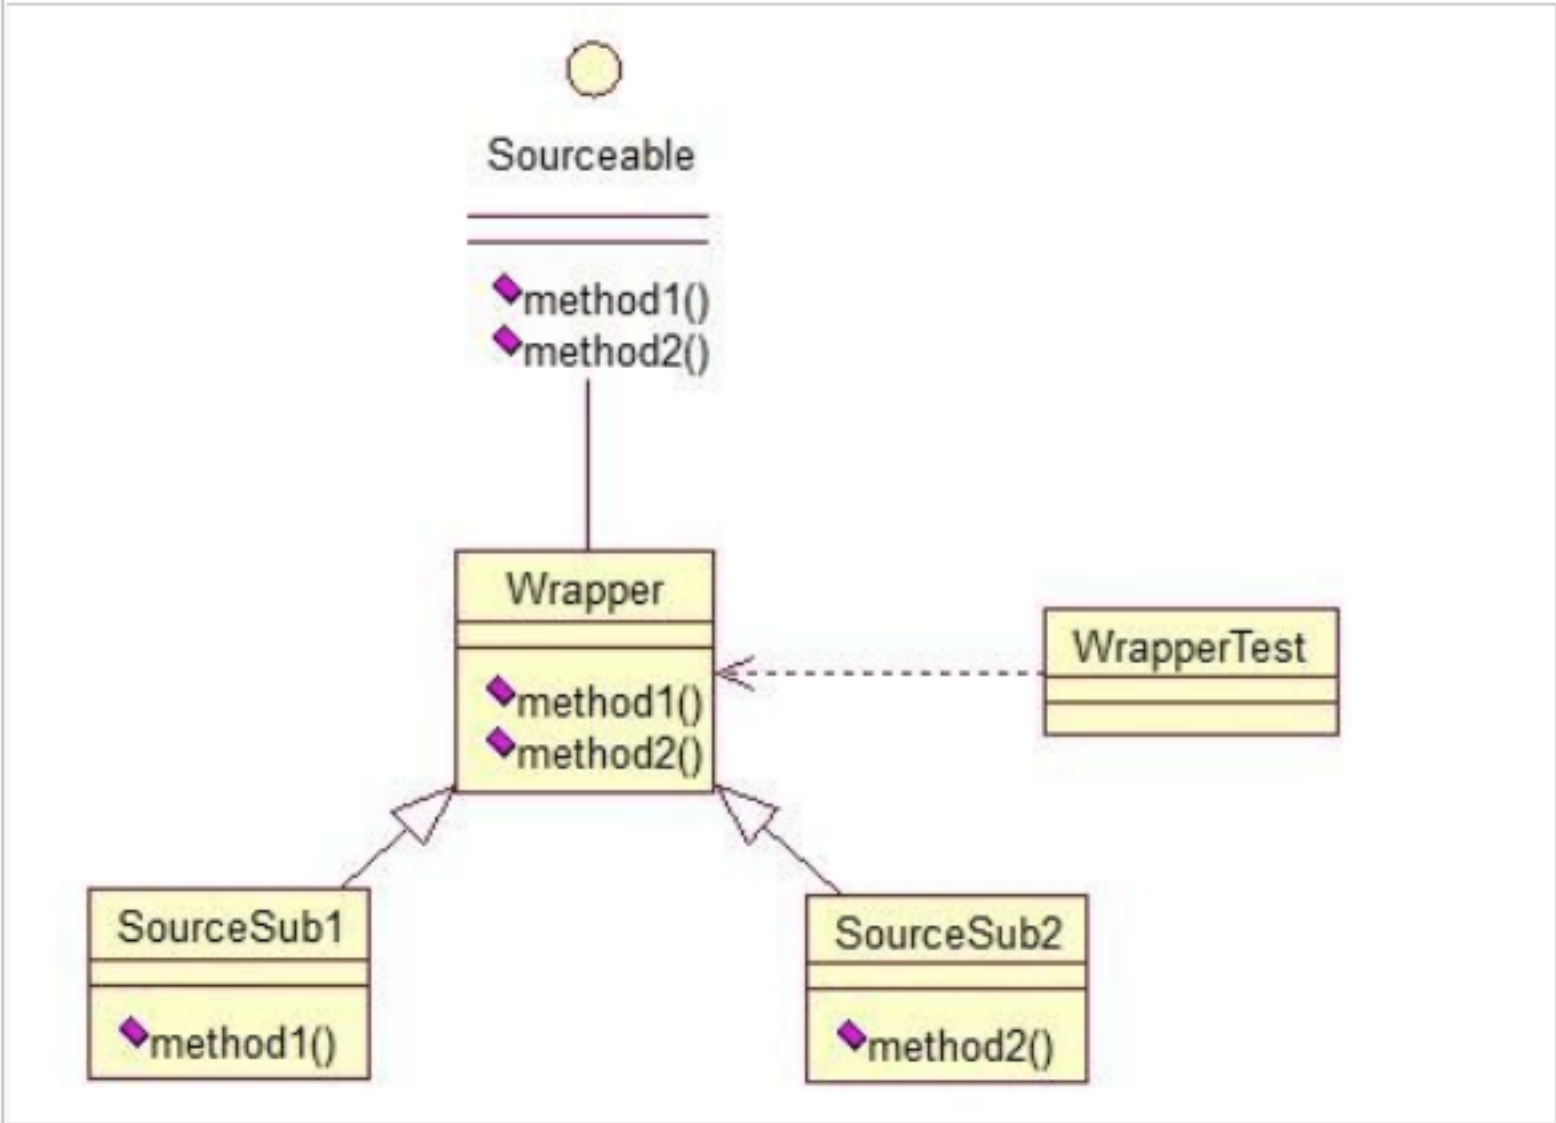 Sourceable
method1()
method2()
Wrapper
method1()
method2()
WrapperTest
SourceSub1
method1()
SourceSub2
method2()